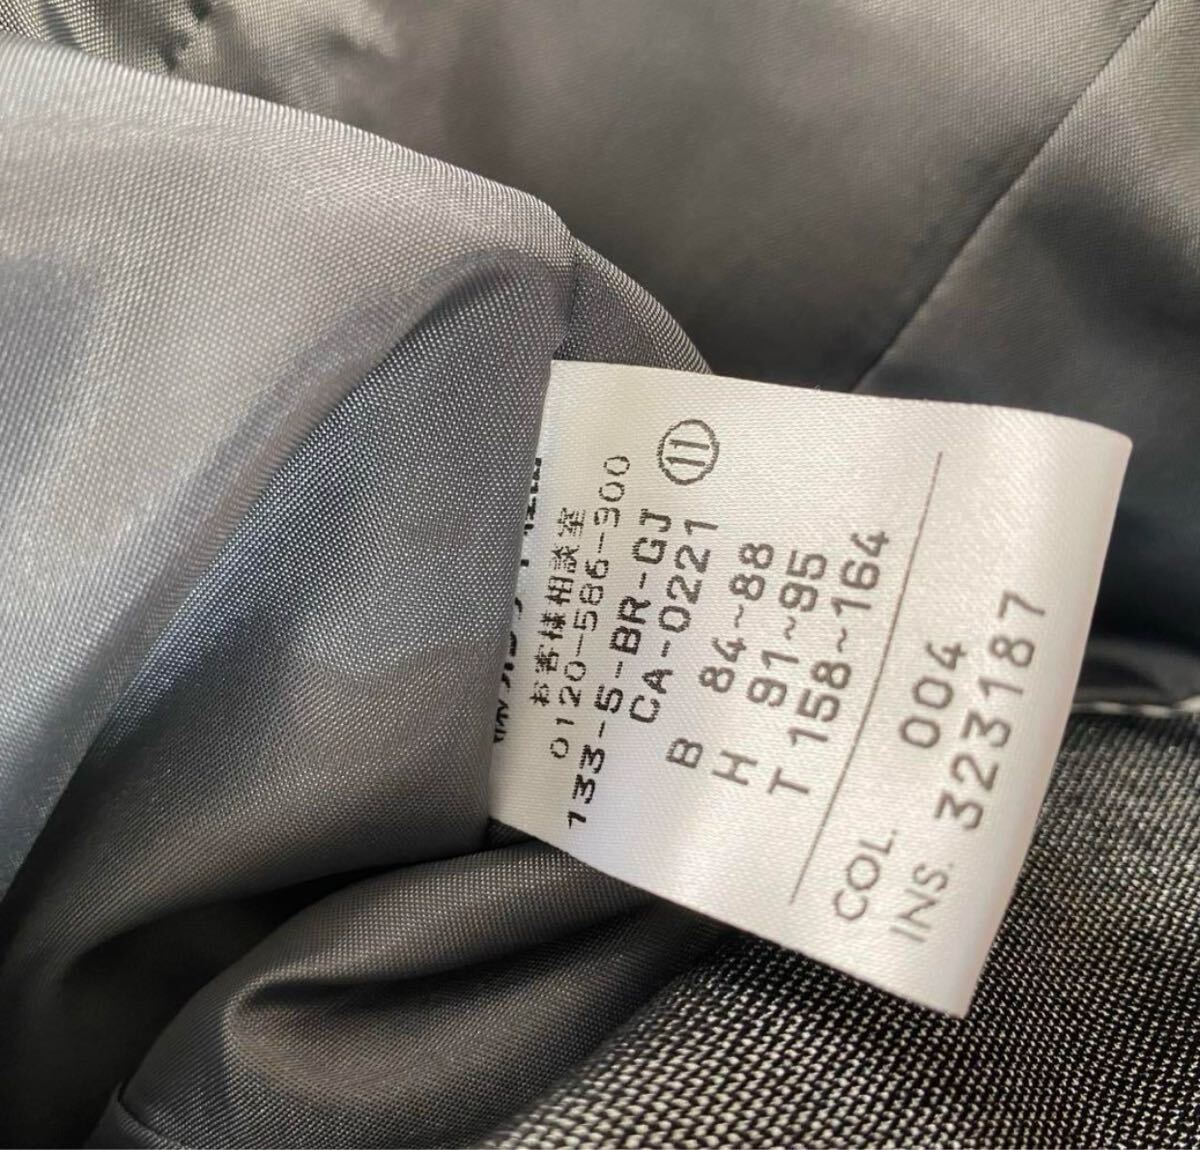 お客様相談室
0120-586-300
133-5-BR-GJ
CA-0221 ⑪
B 84~88
H 91~95
T 158~164
COL. 004
INS. 323187